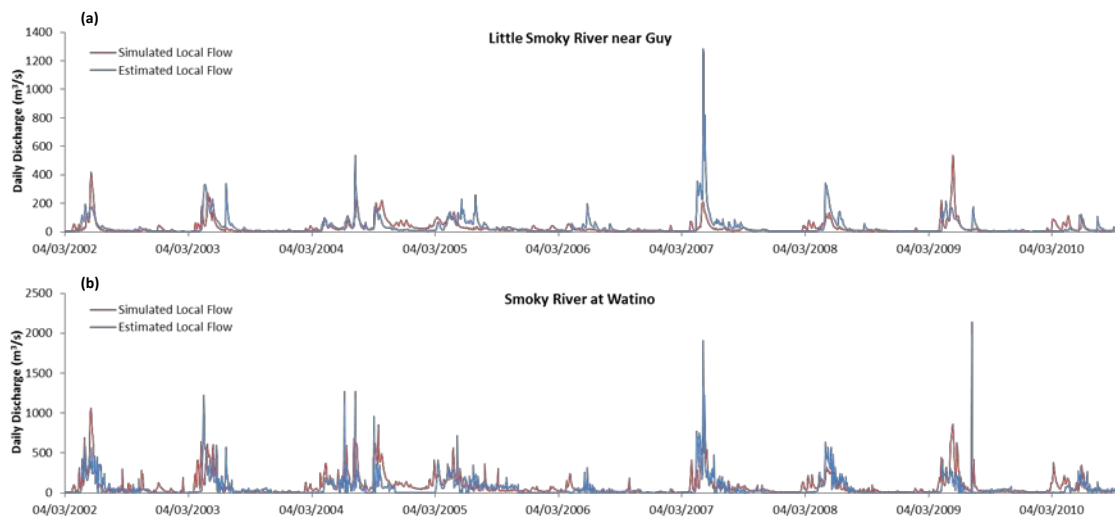 (a)
Little Smoky River near Guy
Simulated Local Flow
Estimated Local Flow
Daily Discharge (m³/s)
1400
1200
1000
800
600
400
200
0
04/03/2002 04/03/2003 04/03/2004 04/03/2005 04/03/2006 04/03/2007 04/03/2008 04/03/2009 04/03/2010
(b)
Smoky River at Watino
Simulated Local Flow
Estimated Local Flow
Daily Discharge (m³/s)
2500
2000
1500
1000
500
0
04/03/2002 04/03/2003 04/03/2004 04/03/2005 04/03/2006 04/03/2007 04/03/2008 04/03/2009 04/03/2010